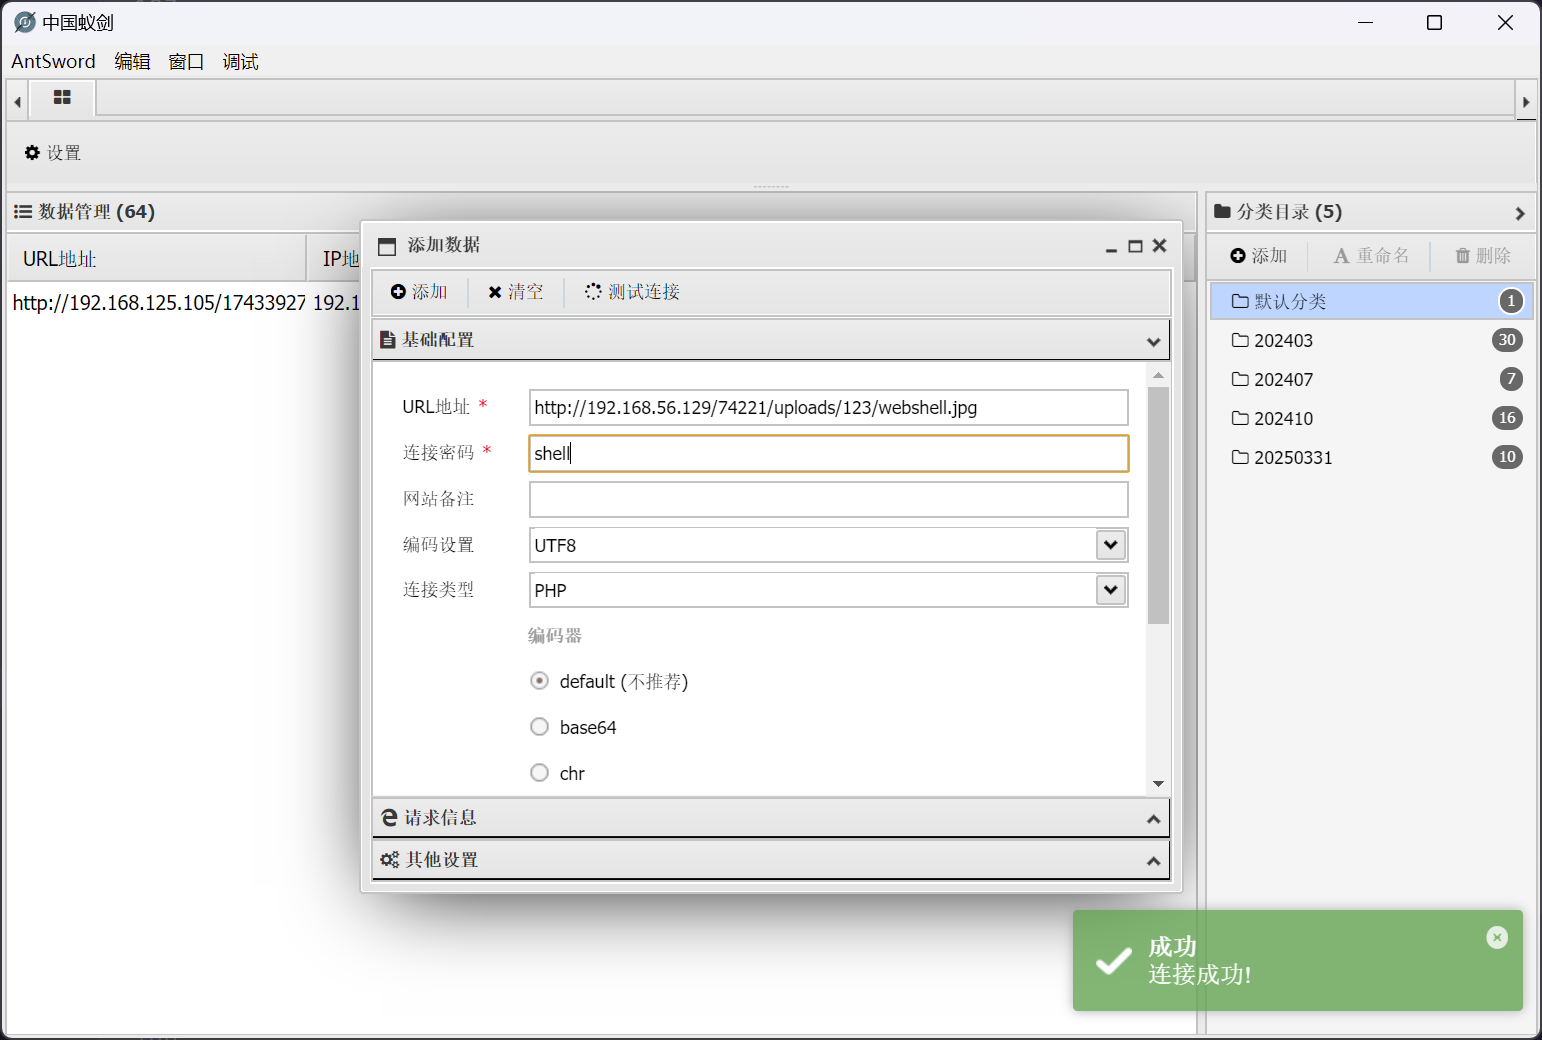 中国蚁剑
AntSword 编辑 窗口 调试
设置
数据管理 (64)
URL地址 IP地
http://192.168.125.105/17433927 192.1
添加数据
添加 清空 测试连接
基础配置
URL地址 *
http://192.168.56.129/74221/uploads/123/webshell.jpg
连接密码 *
shell
网站备注
编码设置
UTF8
连接类型
PHP
编码器
default (不推荐)
base64
chr
请求信息
其他设置
分类目录 (5)
添加 重命名 删除
默认分类 1
202403 30
202407 7
202410 16
20250331 10
成功
连接成功!